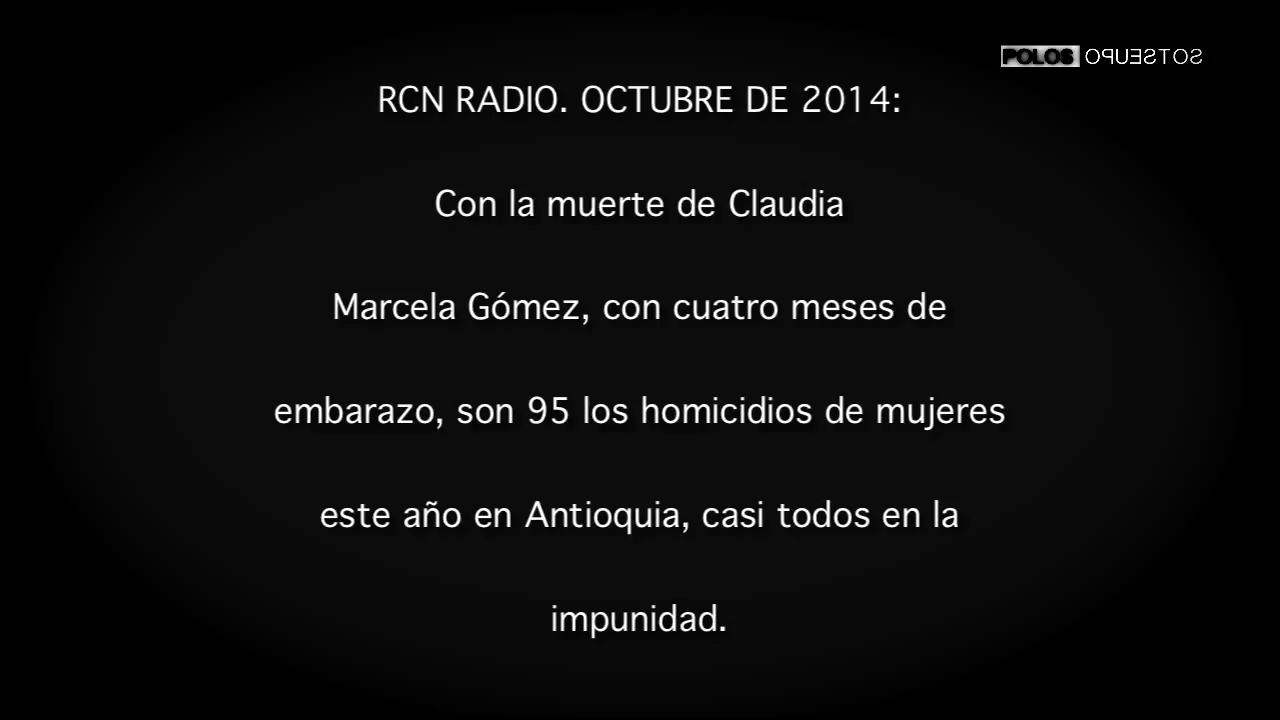 POLOS OPUESTOS
RCN RADIO. OCTUBRE DE 2014:
Con la muerte de Claudia
Marcela Gómez, con cuatro meses de
embarazo, son 95 los homicidios de mujeres
este año en Antioquia, casi todos en la
impunidad.